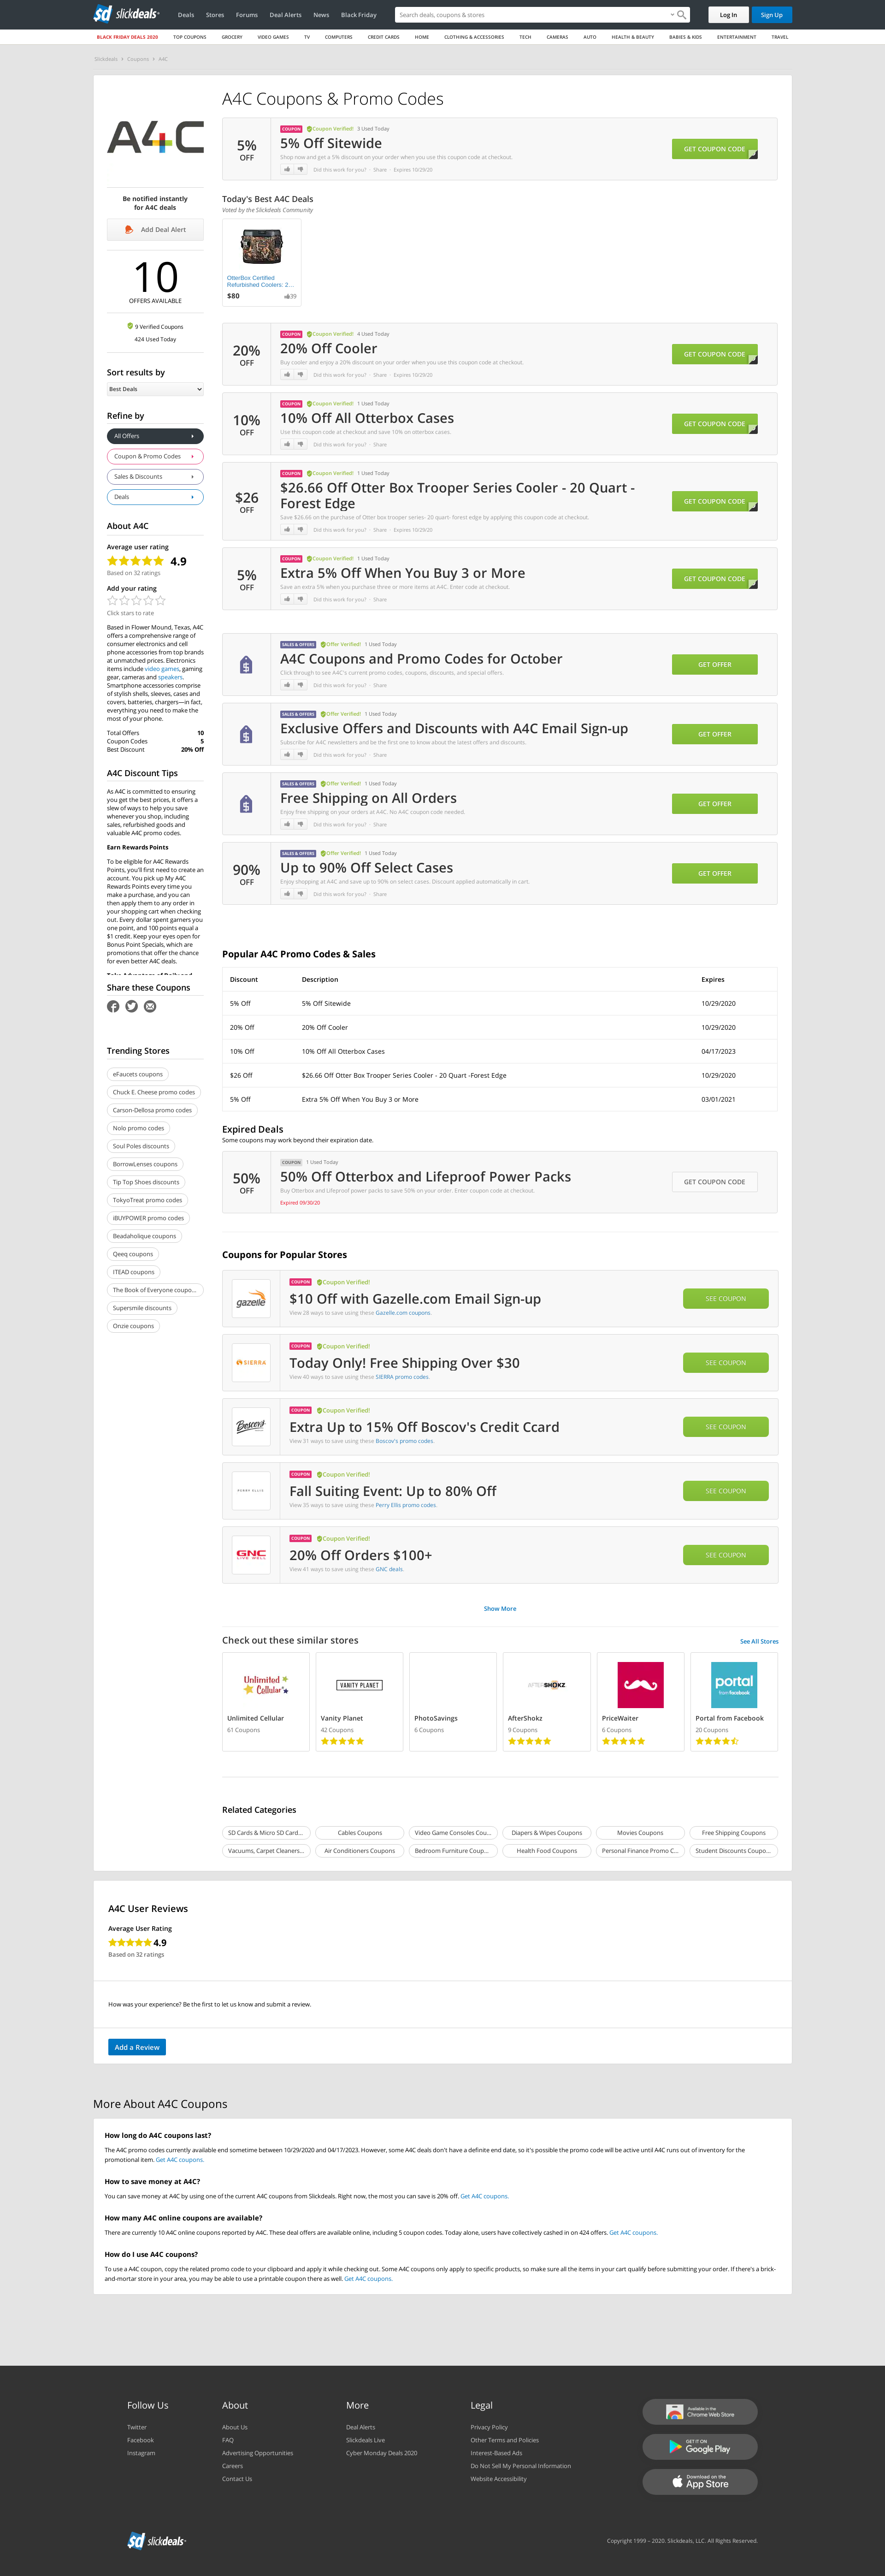 sd slickdeals
Deals Stores Forums Deal Alerts News Black Friday
Search deals, coupons & stores
Log In
Sign Up
BLACK FRIDAY DEALS 2020 TOP COUPONS GROCERY VIDEO GAMES TV COMPUTERS CREDIT CARDS HOME CLOTHING & ACCESSORIES TECH CAMERAS AUTO HEALTH & BEAUTY BABIES & KIDS ENTERTAINMENT TRAVEL
Slickdeals › Coupons › A4C
A4C
Be notified instantly
for A4C deals
Add Deal Alert
10
OFFERS AVAILABLE
9 Verified Coupons
424 Used Today
Sort results by
Best Deals
Refine by
All Offers
Coupon & Promo Codes
Sales & Discounts
Deals
About A4C
Average user rating
4.9
Based on 32 ratings
Add your rating
Click stars to rate
Based in Flower Mound, Texas, A4C
offers a comprehensive range of
consumer electronics and cell
phone accessories from top brands
at unmatched prices. Electronics
items include video games, gaming
gear, cameras and speakers.
Smartphone accessories comprise
of stylish shells, sleeves, cases and
covers, batteries, chargers—in fact,
everything you need to make the
most of your phone.
Total Offers 10
Coupon Codes 5
Best Discount 20% Off
A4C Discount Tips
As A4C is committed to ensuring
you get the best prices, it offers a
slew of ways to help you save
whenever you shop, including
sales, refurbished goods and
valuable A4C promo codes.
Earn Rewards Points
To be eligible for A4C Rewards
Points, you'll first need to create an
account. You pick up My A4C
Rewards Points every time you
make a purchase, and you can
then apply them to any order in
your shopping cart when checking
out. Every dollar spent garners you
one point, and 100 points equal a
$1 credit. Keep your eyes open for
Bonus Point Specials, which are
promotions that offer the chance
for even better A4C deals.
Share these Coupons
Trending Stores
eFaucets coupons
Chuck E. Cheese promo codes
Carson-Dellosa promo codes
Nolo promo codes
Soul Poles discounts
BorrowLenses coupons
Tip Top Shoes discounts
TokyoTreat promo codes
iBUYPOWER promo codes
Beadaholique coupons
Qeeq coupons
ITEAD coupons
The Book of Everyone coupo...
Supersmile discounts
Onzie coupons
A4C Coupons & Promo Codes
5%
OFF
COUPON Coupon Verified! 3 Used Today
5% Off Sitewide
Shop now and get a 5% discount on your order when you use this coupon code at checkout.
Did this work for you? · Share · Expires 10/29/20
GET COUPON CODE
Today's Best A4C Deals
Voted by the Slickdeals Community
OtterBox Certified
Refurbished Coolers: 2...
$80 39
20%
OFF
COUPON Coupon Verified! 4 Used Today
20% Off Cooler
Buy cooler and enjoy a 20% discount on your order when you use this coupon code at checkout.
Did this work for you? · Share · Expires 10/29/20
GET COUPON CODE
10%
OFF
COUPON Coupon Verified! 1 Used Today
10% Off All Otterbox Cases
Use this coupon code at checkout and save 10% on otterbox cases.
Did this work for you? · Share
GET COUPON CODE
$26
OFF
COUPON Coupon Verified! 1 Used Today
$26.66 Off Otter Box Trooper Series Cooler - 20 Quart -
Forest Edge
Save $26.66 on the purchase of Otter box trooper series- 20 quart- forest edge by applying this coupon code at checkout.
Did this work for you? · Share · Expires 10/29/20
GET COUPON CODE
5%
OFF
COUPON Coupon Verified! 1 Used Today
Extra 5% Off When You Buy 3 or More
Save an extra 5% when you purchase three or more items at A4C. Enter code at checkout.
Did this work for you? · Share
GET COUPON CODE
SALES & OFFERS Offer Verified! 1 Used Today
A4C Coupons and Promo Codes for October
Click through to see A4C's current promo codes, coupons, discounts, and special offers.
Did this work for you? · Share
GET OFFER
SALES & OFFERS Offer Verified! 1 Used Today
Exclusive Offers and Discounts with A4C Email Sign-up
Subscribe for A4C newsletters and be the first one to know about the latest offers and discounts.
Did this work for you? · Share
GET OFFER
SALES & OFFERS Offer Verified! 1 Used Today
Free Shipping on All Orders
Enjoy free shipping on your orders at A4C. No A4C coupon code needed.
Did this work for you? · Share
GET OFFER
90%
OFF
SALES & OFFERS Offer Verified! 1 Used Today
Up to 90% Off Select Cases
Enjoy shopping at A4C and save up to 90% on select cases. Discount applied automatically in cart.
Did this work for you? · Share
GET OFFER
Popular A4C Promo Codes & Sales
Discount Description Expires
5% Off 5% Off Sitewide 10/29/2020
20% Off 20% Off Cooler 10/29/2020
10% Off 10% Off All Otterbox Cases 04/17/2023
$26 Off $26.66 Off Otter Box Trooper Series Cooler - 20 Quart -Forest Edge 10/29/2020
5% Off Extra 5% Off When You Buy 3 or More 03/01/2021
Expired Deals
Some coupons may work beyond their expiration date.
50%
OFF
COUPON 1 Used Today
50% Off Otterbox and Lifeproof Power Packs
Buy Otterbox and Lifeproof power packs to save 50% on your order. Enter coupon code at checkout.
Expired 09/30/20
GET COUPON CODE
Coupons for Popular Stores
gazelle
COUPON Coupon Verified!
$10 Off with Gazelle.com Email Sign-up
View 28 ways to save using these Gazelle.com coupons.
SEE COUPON
SIERRA
COUPON Coupon Verified!
Today Only! Free Shipping Over $30
View 40 ways to save using these SIERRA promo codes.
SEE COUPON
Boscov's
COUPON Coupon Verified!
Extra Up to 15% Off Boscov's Credit Ccard
View 31 ways to save using these Boscov's promo codes.
SEE COUPON
PERRY ELLIS
COUPON Coupon Verified!
Fall Suiting Event: Up to 80% Off
View 35 ways to save using these Perry Ellis promo codes.
SEE COUPON
GNC
LIVE WELL
COUPON Coupon Verified!
20% Off Orders $100+
View 41 ways to save using these GNC deals.
SEE COUPON
Show More
Check out these similar stores
See All Stores
Unlimited Cellular
Unlimited Cellular
61 Coupons
VANITY PLANET
Vanity Planet
42 Coupons
PhotoSavings
6 Coupons
AFTERSHOKZ
AfterShokz
9 Coupons
PriceWaiter
6 Coupons
portal
from facebook
Portal from Facebook
20 Coupons
Related Categories
SD Cards & Micro SD Card... Cables Coupons Video Game Consoles Cou... Diapers & Wipes Coupons Movies Coupons Free Shipping Coupons
Vacuums, Carpet Cleaners... Air Conditioners Coupons Bedroom Furniture Coup... Health Food Coupons Personal Finance Promo C... Student Discounts Coupo...
A4C User Reviews
Average User Rating
4.9
Based on 32 ratings
How was your experience? Be the first to let us know and submit a review.
Add a Review
More About A4C Coupons
How long do A4C coupons last?
The A4C promo codes currently available end sometime between 10/29/2020 and 04/17/2023. However, some A4C deals don't have a definite end date, so it's possible the promo code will be active until A4C runs out of inventory for the
promotional item. Get A4C coupons.
How to save money at A4C?
You can save money at A4C by using one of the current A4C coupons from Slickdeals. Right now, the most you can save is 20% off. Get A4C coupons.
How many A4C online coupons are available?
There are currently 10 A4C online coupons reported by A4C. These deal offers are available online, including 5 coupon codes. Today alone, users have collectively cashed in on 424 offers. Get A4C coupons.
How do I use A4C coupons?
To use a A4C coupon, copy the related promo code to your clipboard and apply it while checking out. Some A4C coupons only apply to specific products, so make sure all the items in your cart qualify before submitting your order. If there's a brick-
and-mortar store in your area, you may be able to use a printable coupon there as well. Get A4C coupons.
Follow Us
Twitter
Facebook
Instagram
About
About Us
FAQ
Advertising Opportunities
Careers
Contact Us
More
Deal Alerts
Slickdeals Live
Cyber Monday Deals 2020
Legal
Privacy Policy
Other Terms and Policies
Interest-Based Ads
Do Not Sell My Personal Information
Website Accessibility
Available in the
Chrome Web Store
GET IT ON
Google Play
Download on the
App Store
sd slickdeals
Copyright 1999 – 2020. Slickdeals, LLC. All Rights Reserved.